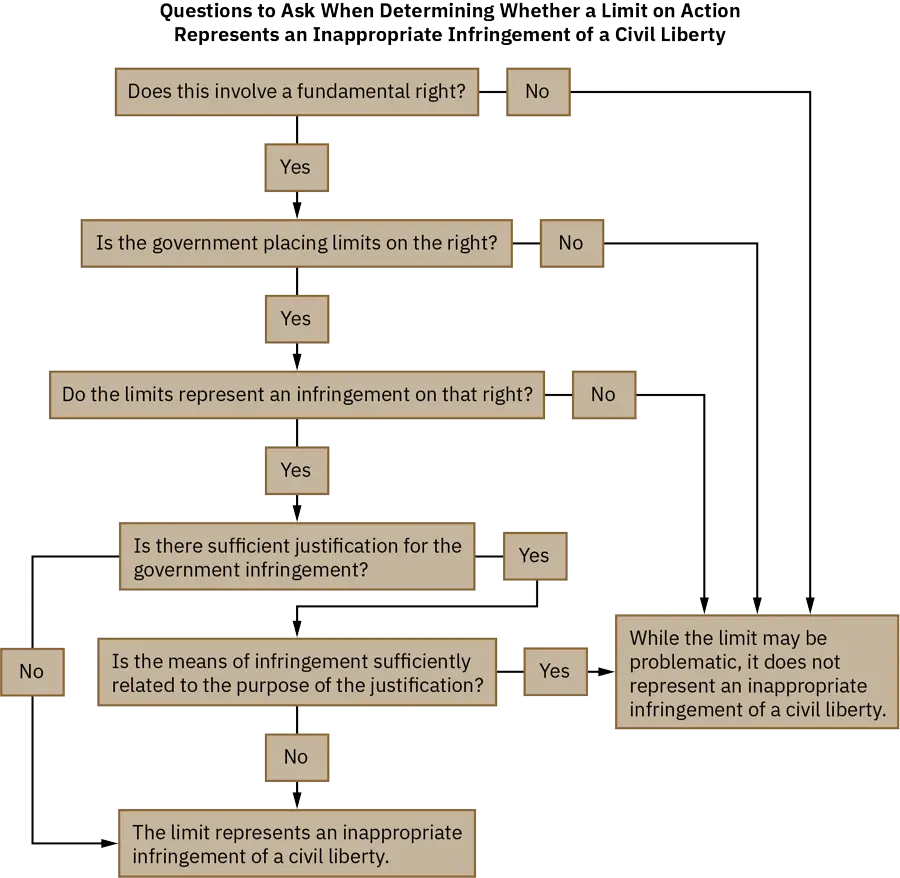 Questions to Ask When Determining Whether a Limit on Action
Represents an Inappropriate Infringement of a Civil Liberty
Does this involve a fundamental right?
No
Yes
Is the government placing limits on the right?
No
Yes
Do the limits represent an infringement on that right?
No
Yes
Is there sufficient justification for the
government infringement?
Yes
No
Is the means of infringement sufficiently
related to the purpose of the justification?
Yes
While the limit may be
problematic, it does not
represent an inappropriate
infringement of a civil liberty.
No
The limit represents an inappropriate
infringement of a civil liberty.